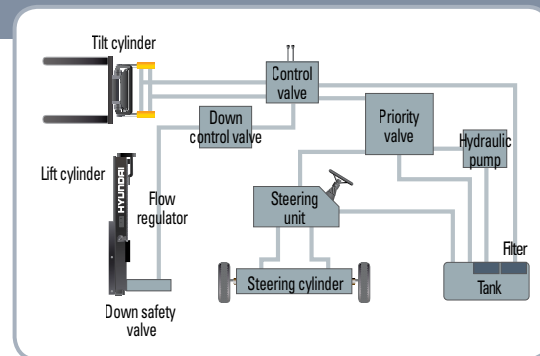 Tilt cylinder
Control
valve
Down
control valve
Priority
valve
Hydraulic
pump
Lift cylinder
HYUNDAI
Flow
regulator
Steering
unit
Filter
Steering cylinder
Tank
Down safety
valve